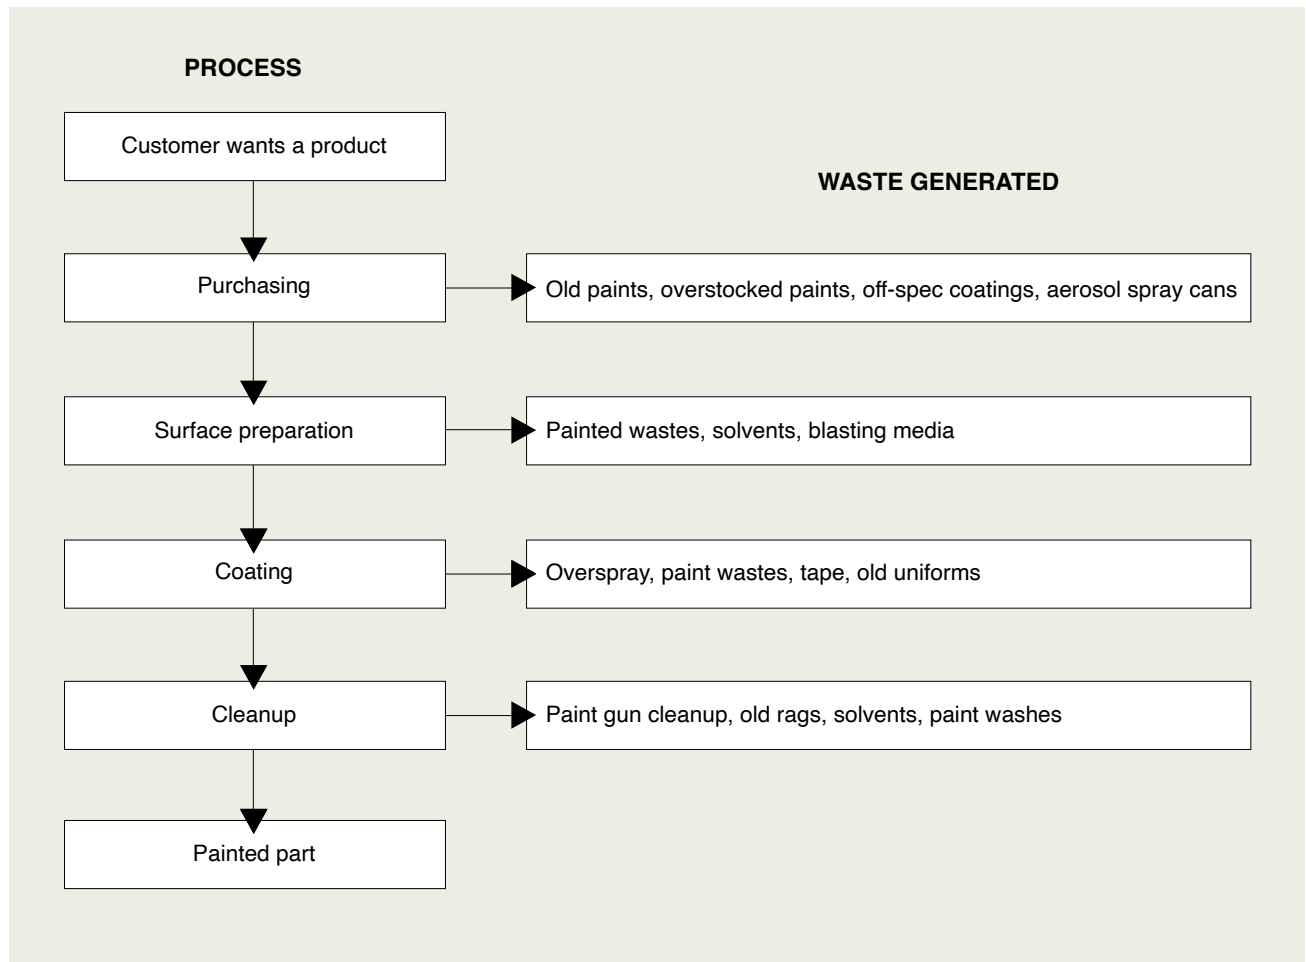 PROCESS
Customer wants a product
WASTE GENERATED
Purchasing
Old paints, overstocked paints, off-spec coatings, aerosol spray cans
Surface preparation
Painted wastes, solvents, blasting media
Coating
Overspray, paint wastes, tape, old uniforms
Cleanup
Paint gun cleanup, old rags, solvents, paint washes
Painted part